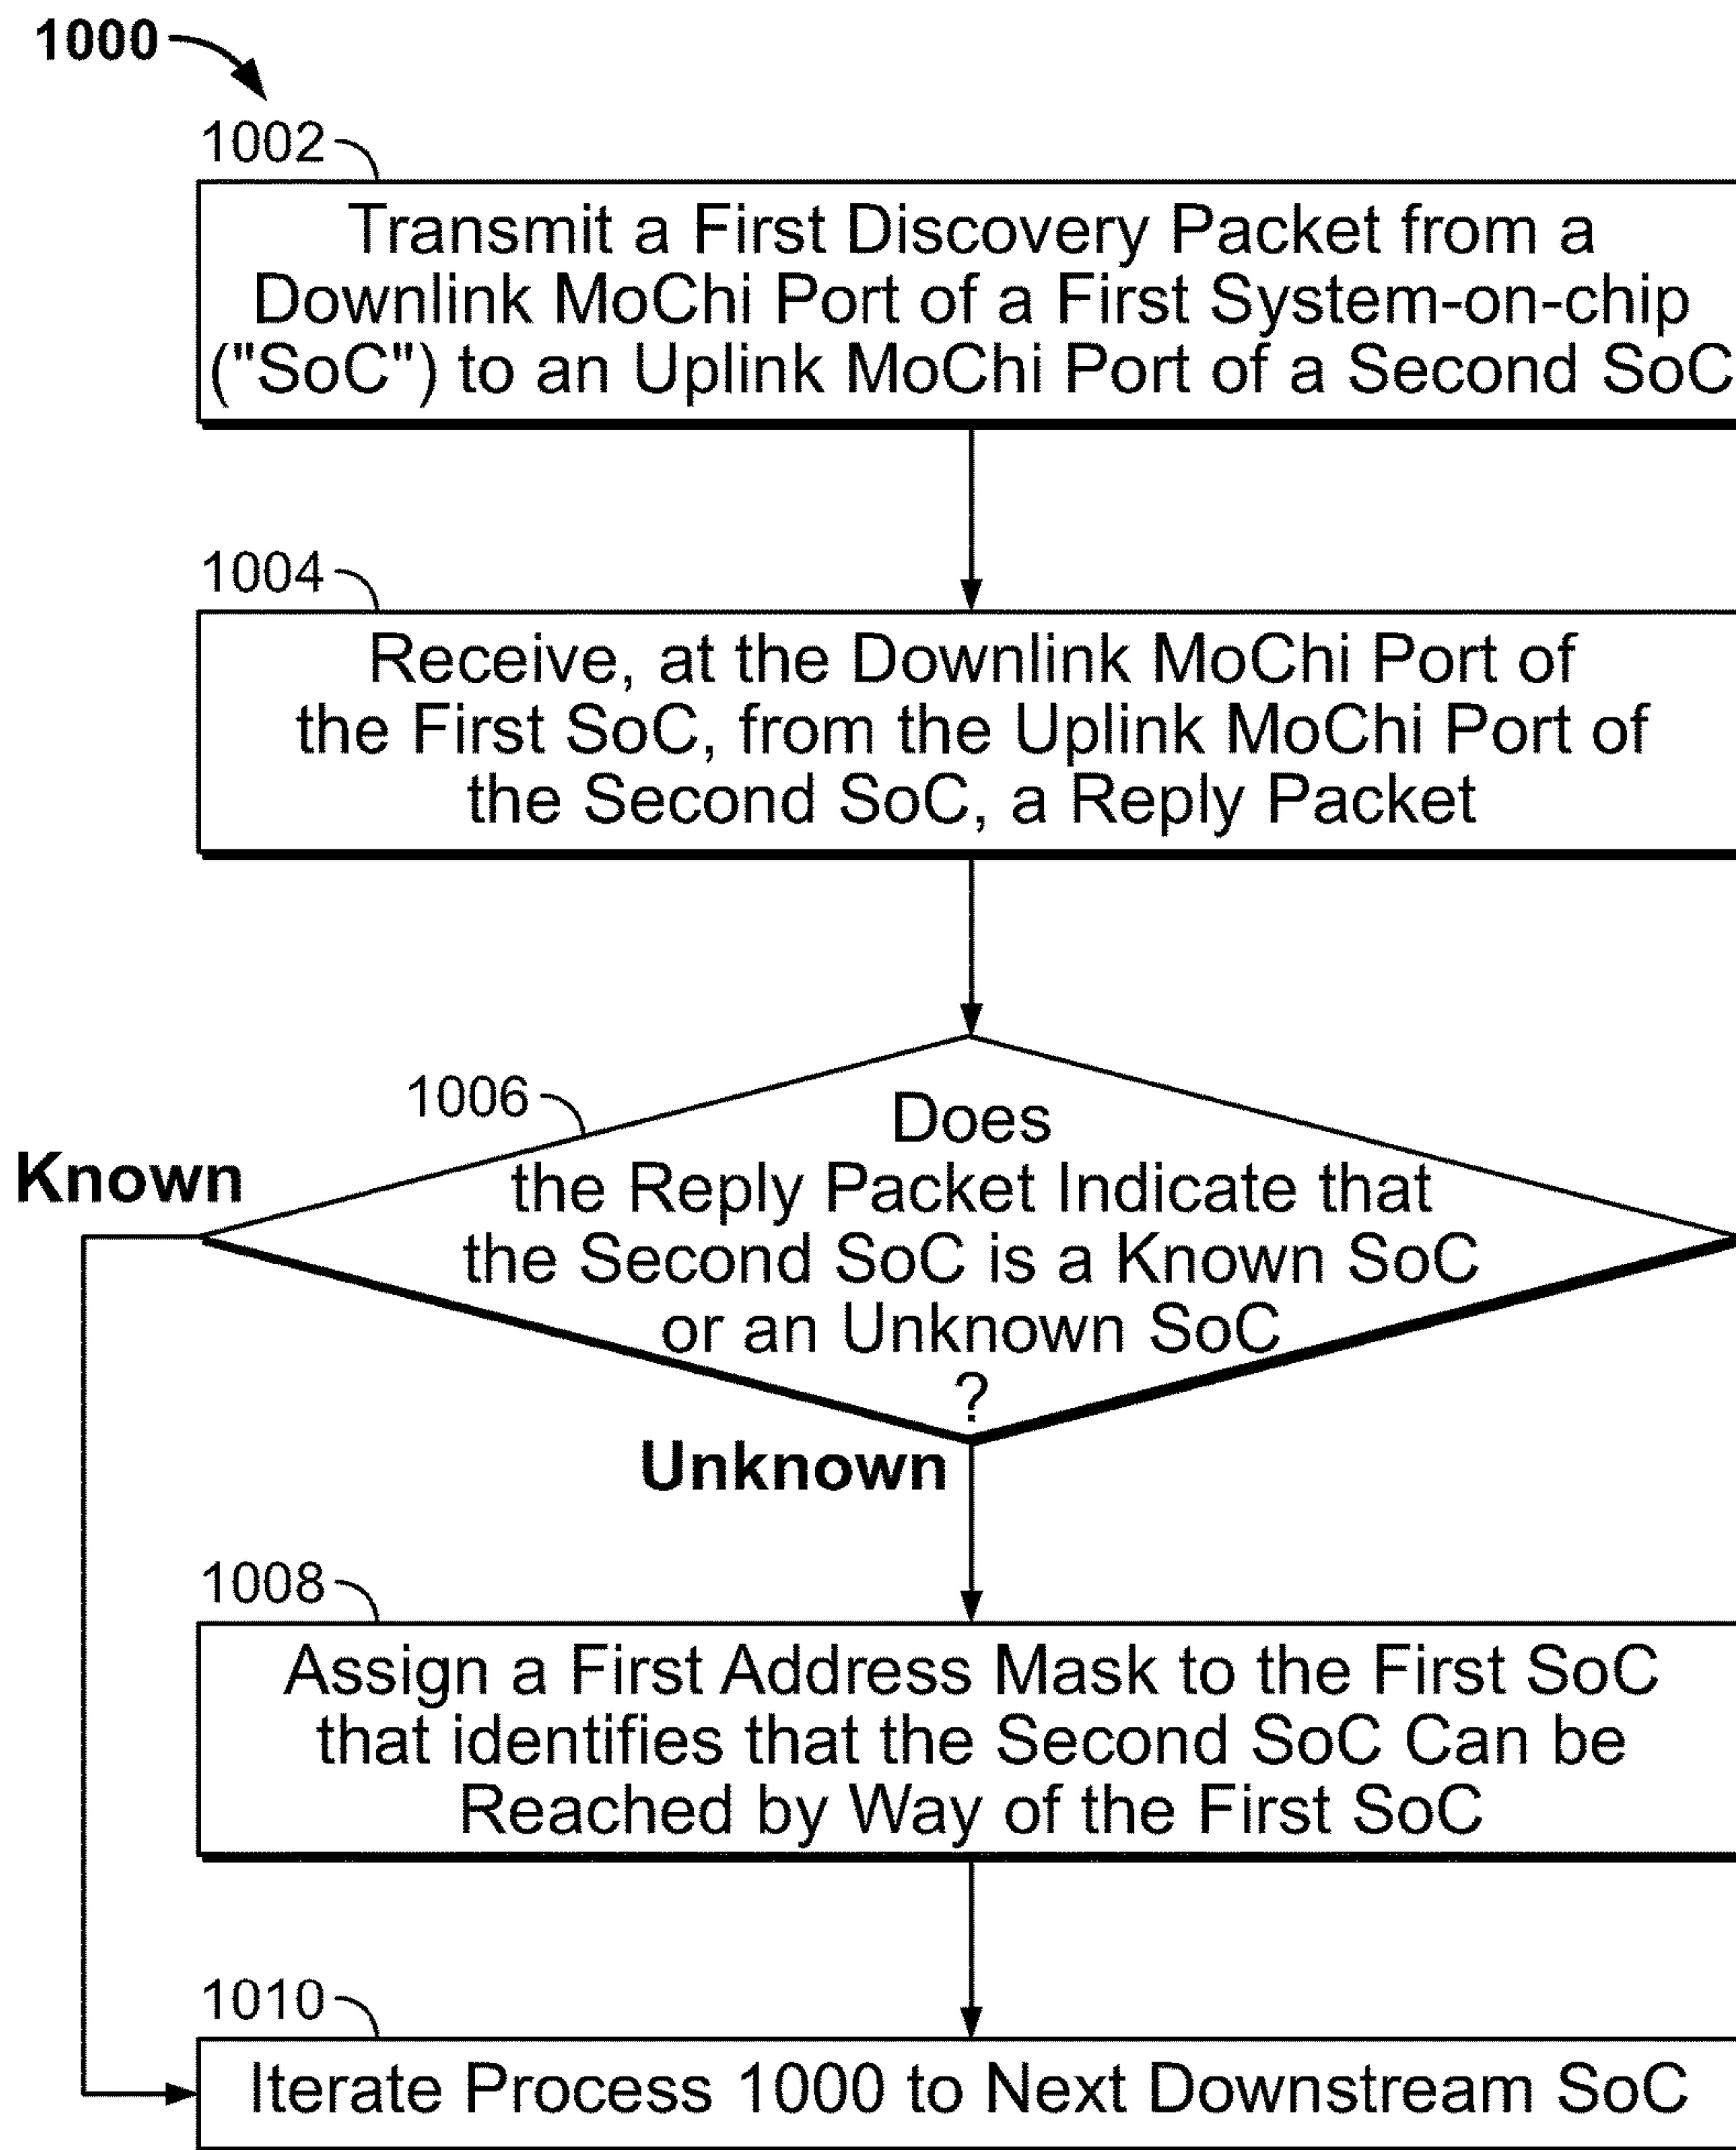 1000
1002
Transmit a First Discovery Packet from a
Downlink MoChi Port of a First System-on-chip
("SoC") to an Uplink MoChi Port of a Second SoC
1004
Receive, at the Downlink MoChi Port of
the First SoC, from the Uplink MoChi Port of
the Second SoC, a Reply Packet
1006
Does
the Reply Packet Indicate that
the Second SoC is a Known SoC
or an Unknown SoC
?
Known
Unknown
1008
Assign a First Address Mask to the First SoC
that identifies that the Second SoC Can be
Reached by Way of the First SoC
1010
Iterate Process 1000 to Next Downstream SoC